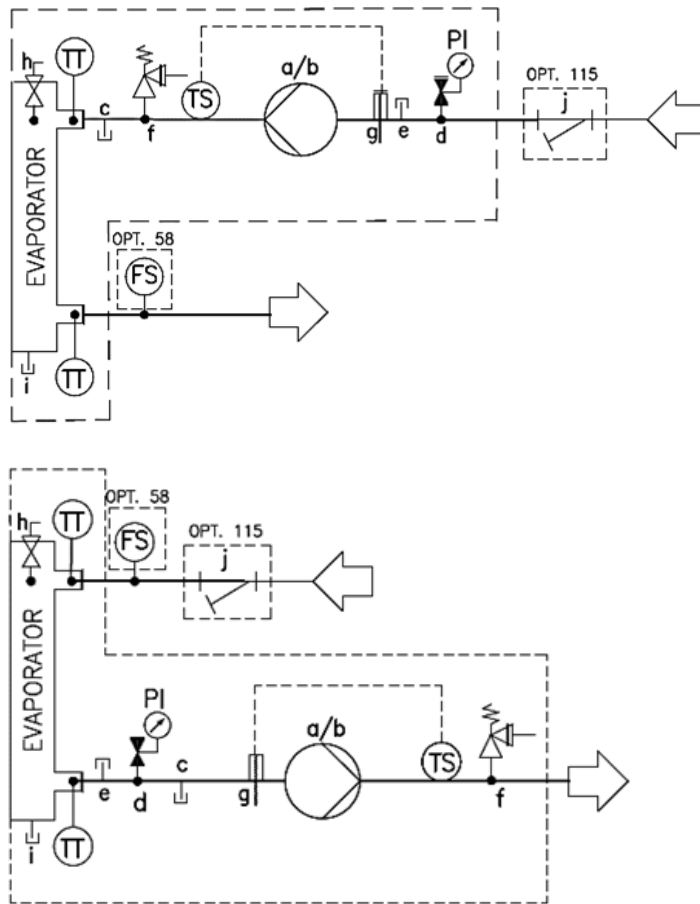 PI
OPT. 115
h
TT
a/b
j
c
TS
f
g
e
d
EVAPORATOR
OPT. 58
FS
i
TT
OPT. 58
OPT. 115
h
TT
FS
j
EVAPORATOR
PI
a/b
c
TS
e
d
g
f
i
TT